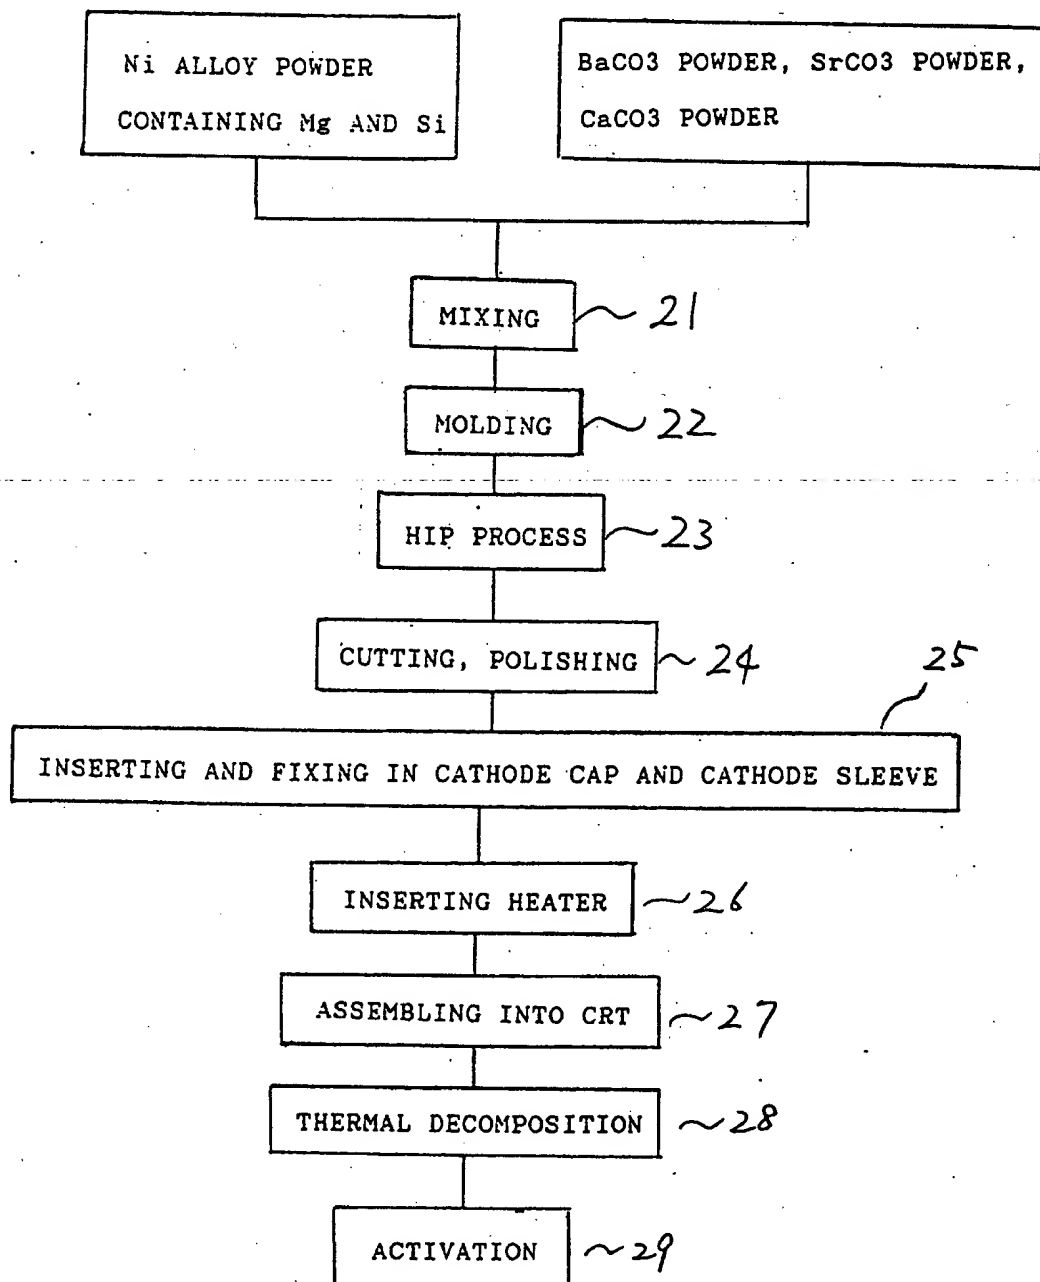 Ni ALLOY POWDER
CONTAINING Mg AND Si
BaCO3 POWDER, SrCO3 POWDER,
CaCO3 POWDER
MIXING 21
MOLDING 22
HIP PROCESS 23
CUTTING, POLISHING 24
25
INSERTING AND FIXING IN CATHODE CAP AND CATHODE SLEEVE
INSERTING HEATER 26
ASSEMBLING INTO CRT 27
THERMAL DECOMPOSITION 28
ACTIVATION 29